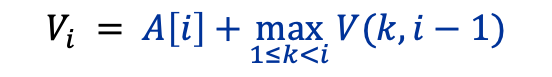 V_i = A[i] + max_{1≤k<i} V(k, i − 1)